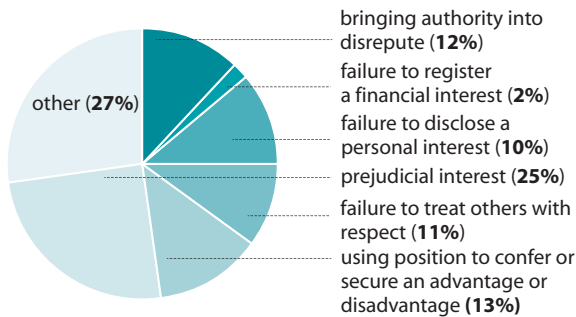 bringing authority into
disrepute (12%)
failure to register
a financial interest (2%)
other (27%)
failure to disclose a
personal interest (10%)
prejudicial interest (25%)
failure to treat others with
respect (11%)
using position to confer or
secure an advantage or
disadvantage (13%)